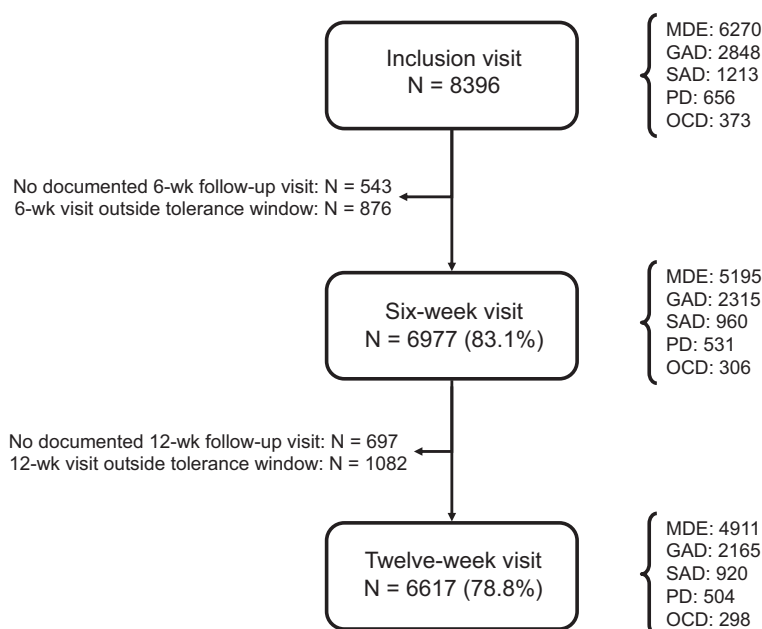 Inclusion visit
N = 8396
MDE: 6270
GAD: 2848
SAD: 1213
PD: 656
OCD: 373
No documented 6-wk follow-up visit: N = 543
6-wk visit outside tolerance window: N = 876
Six-week visit
N = 6977 (83.1%)
MDE: 5195
GAD: 2315
SAD: 960
PD: 531
OCD: 306
No documented 12-wk follow-up visit: N = 697
12-wk visit outside tolerance window: N = 1082
Twelve-week visit
N = 6617 (78.8%)
MDE: 4911
GAD: 2165
SAD: 920
PD: 504
OCD: 298